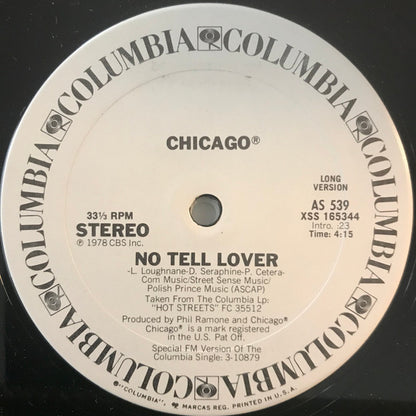 COLUMBIA COLUMBIA COLUMBIA COLUMBIA COLUMBIA COLUMBIA
CHICAGO®
LONG
VERSION
33⅓ RPM
STEREO
℗ 1978 CBS Inc.
AS 539
XSS 165344
Intro. :23
Time: 4:15
NO TELL LOVER
-L. Loughnane-D. Seraphine-P. Cetera-
Com Music/Street Sense Music/
Polish Prince Music (ASCAP)
Taken From The Columbia Lp:
"HOT STREETS" FC 35512
Produced by Phil Ramone and Chicago®
Chicago® is a mark registered
in the U.S. Pat Off.
Special FM Version Of The
Columbia Single: 3-10879
® "COLUMBIA", MARCAS REG. PRINTED IN U.S.A.